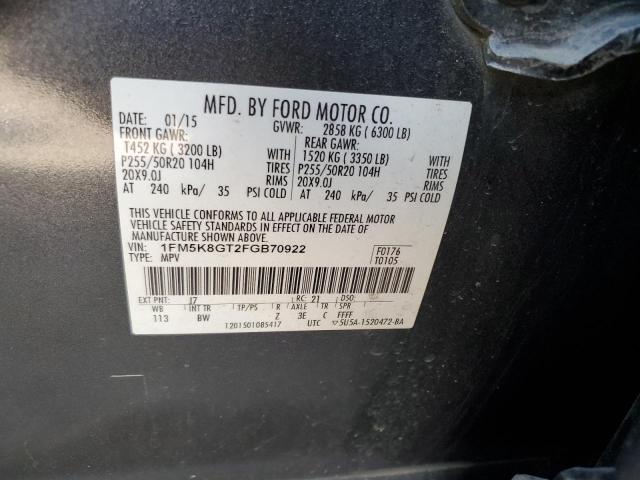 MFD. BY FORD MOTOR CO.
DATE: 01/15 GVWR: 2858 KG ( 6300 LB)
FRONT GAWR: REAR GAWR:
1452 KG ( 3200 LB) WITH 1520 KG ( 3350 LB) WITH
P255/50R20 104H TIRES P255/50R20 104H TIRES
20X9.0J RIMS 20X9.0J RIMS
AT 240 kPa/ 35 PSI COLD AT 240 kPa/ 35 PSI COLD
THIS VEHICLE CONFORMS TO ALL APPLICABLE FEDERAL MOTOR
VEHICLE SAFETY STANDARDS IN EFFECT ON THE DATE OF
MANUFACTURE SHOWN ABOVE.
VIN: 1FM5K8GT2FGB70922 F0176
TYPE: MPV T0105
EXT PNT: J7 RC: 21 DSO:
WB INT TR TP/PS R AXLE TR SPR
113 BW Z 3E C FFFF
1201501085417 UTC 5U5A-1520472-BA